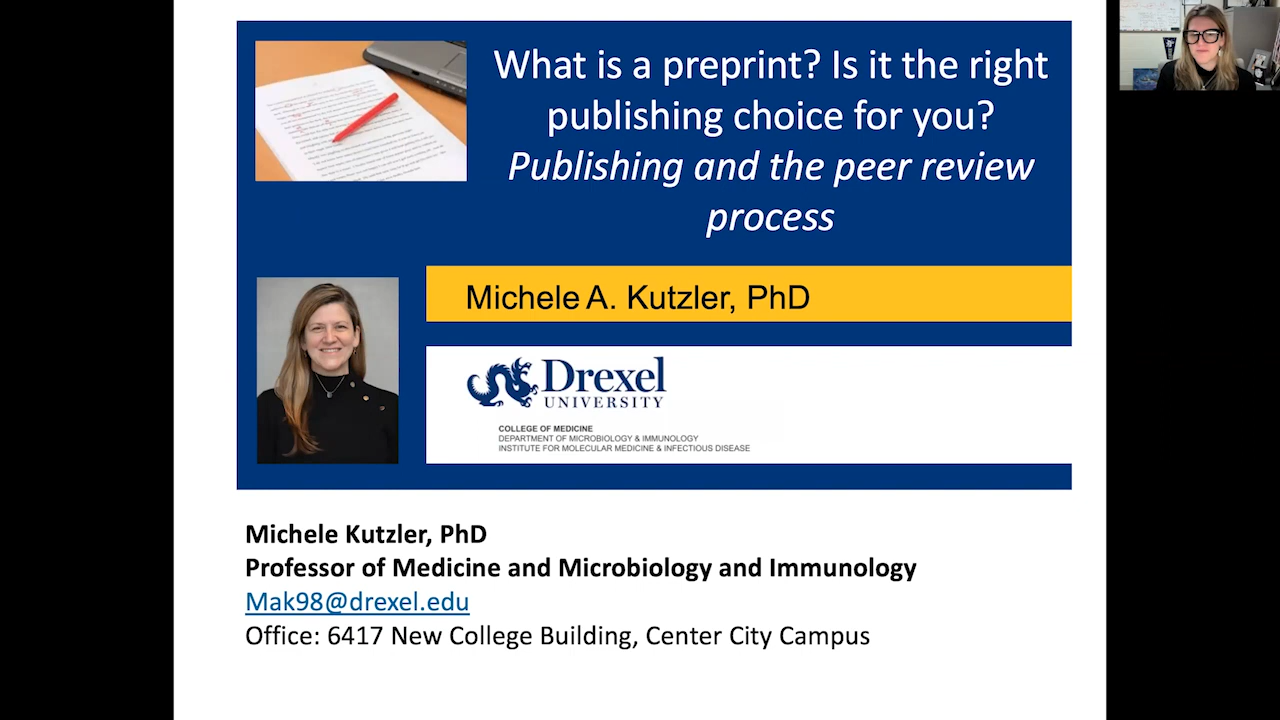 What is a preprint? Is it the right
publishing choice for you?
Publishing and the peer review
process
Michele A. Kutzler, PhD
Drexel
UNIVERSITY
COLLEGE OF MEDICINE
DEPARTMENT OF MICROBIOLOGY & IMMUNOLOGY
INSTITUTE FOR MOLECULAR MEDICINE & INFECTIOUS DISEASE
Michele Kutzler, PhD
Professor of Medicine and Microbiology and Immunology
Mak98@drexel.edu
Office: 6417 New College Building, Center City Campus